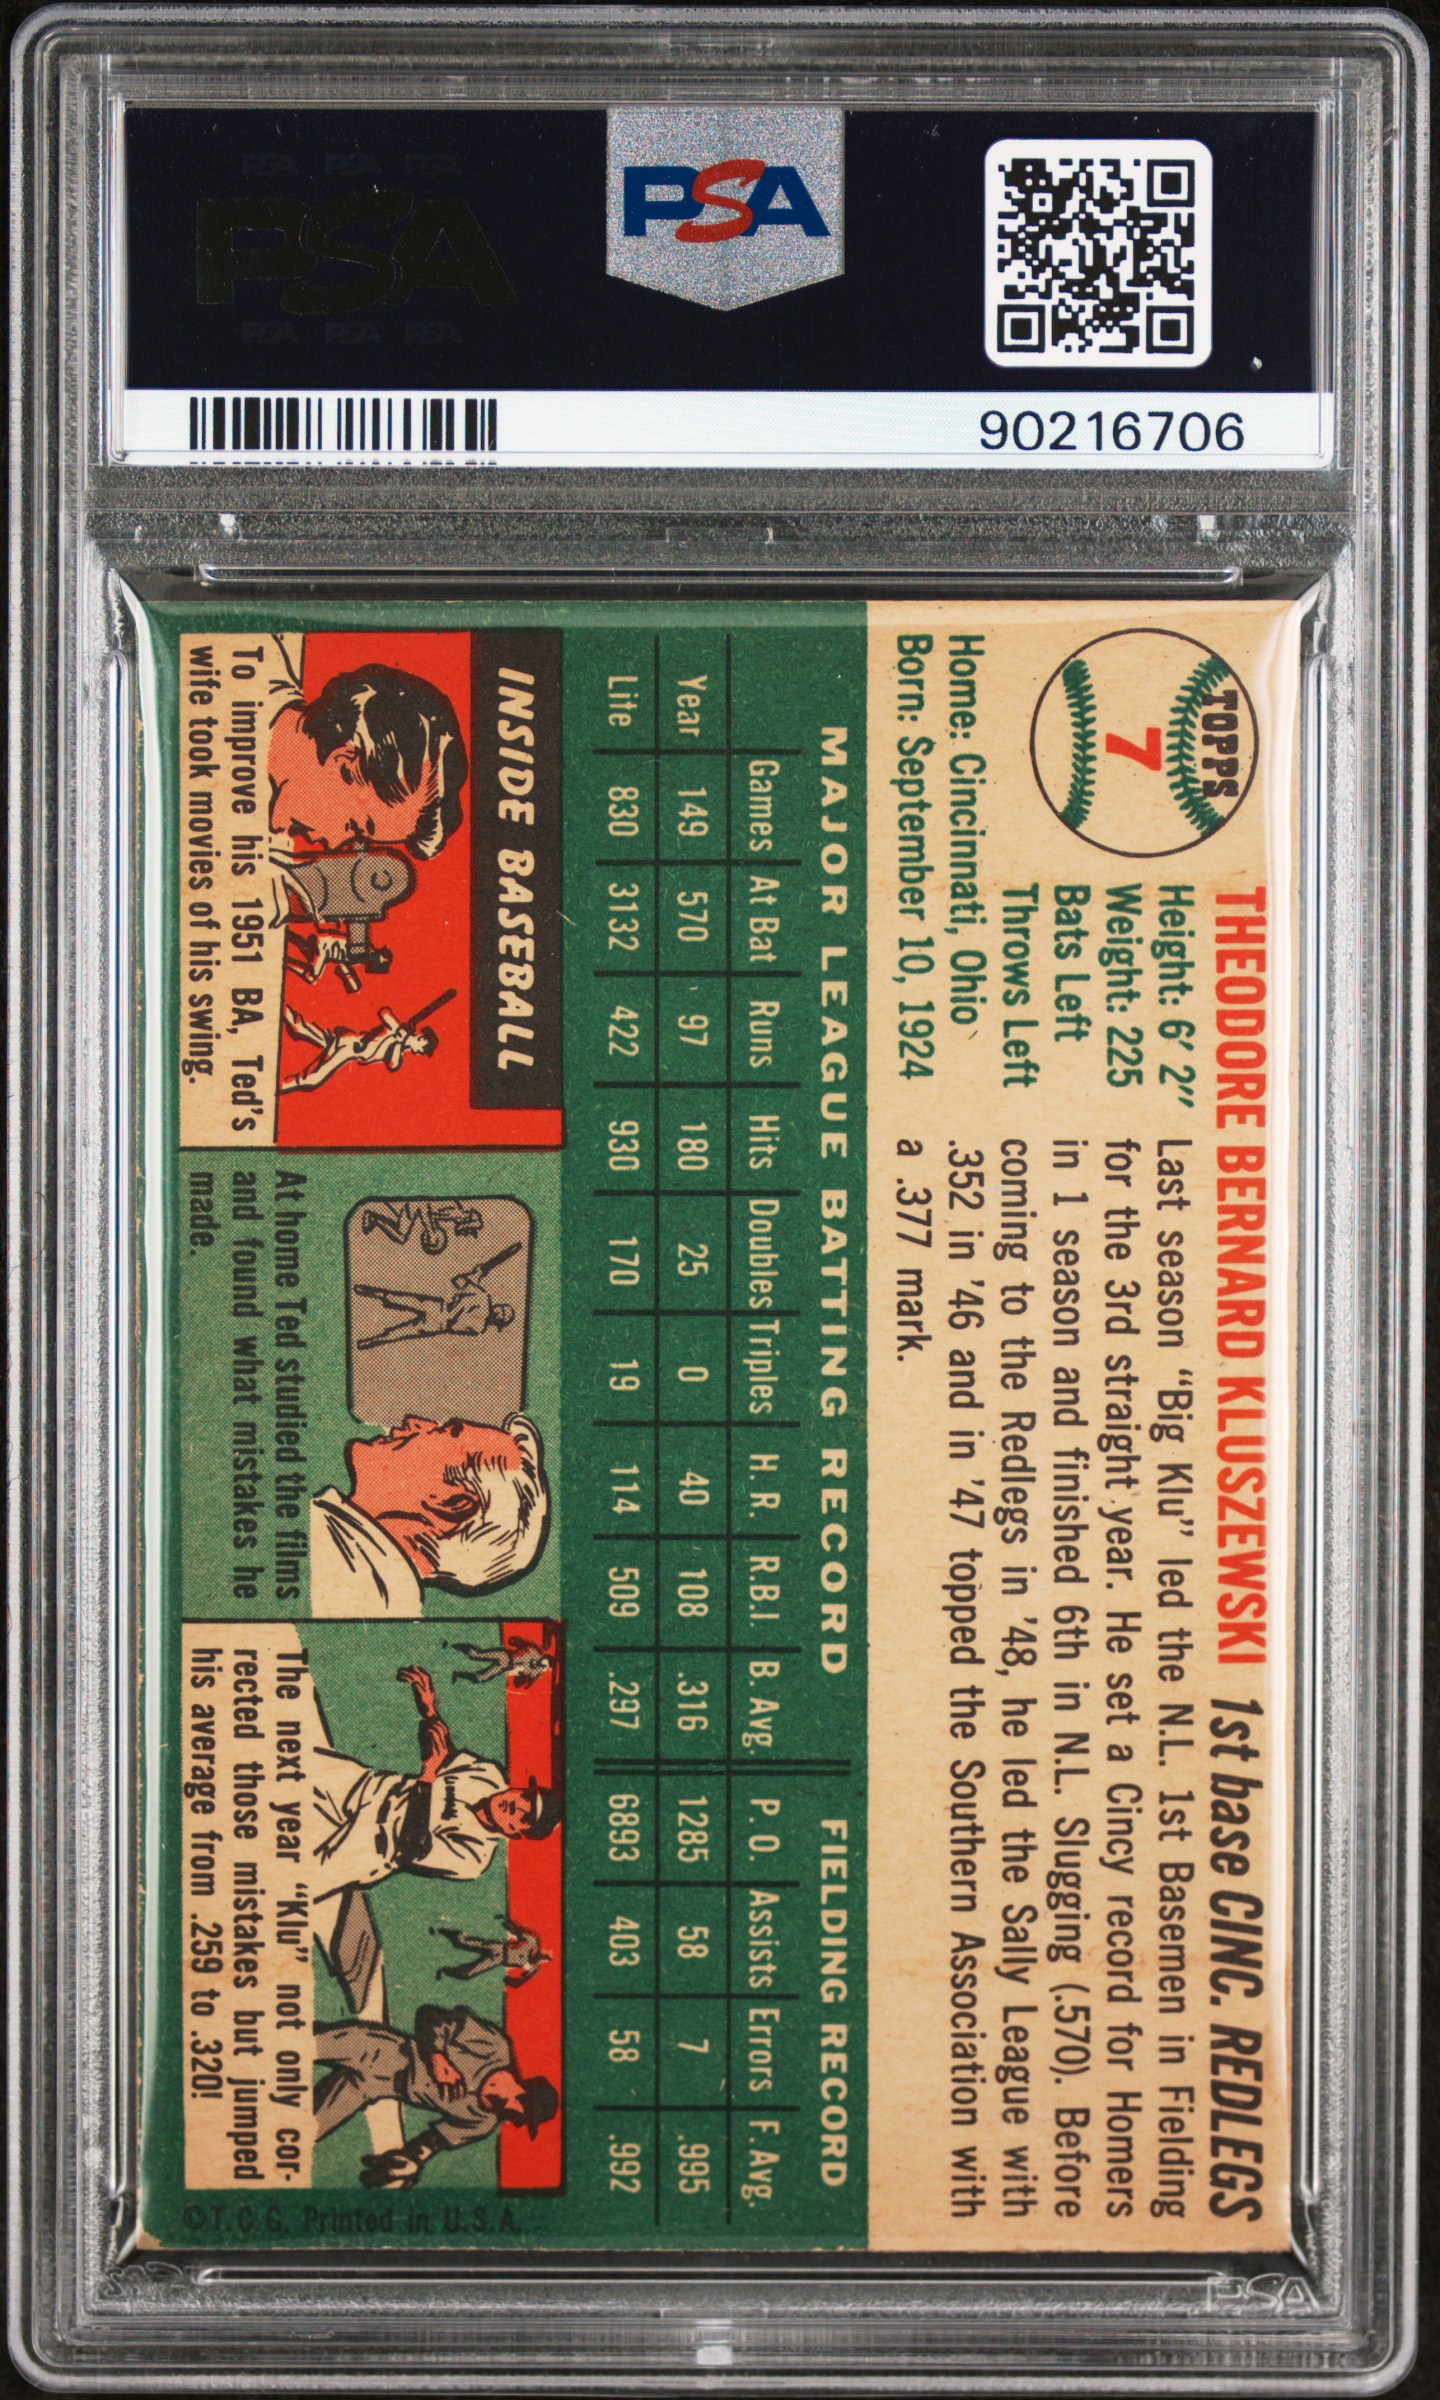 PSA PSA PSA
PSA
PSA PSA PSA
PSA
90216706
TOPPS
7
THEODORE BERNARD KLUSZEWSKI 1st base CINC. REDLEGS
Height: 6' 2"
Weight: 225
Bats Left
Throws Left
Home: Cincinnati, Ohio
Born: September 10, 1924
Last season "Big Klu" led the N.L. 1st Basemen in Fielding
for the 3rd straight year. He set a Cincy record for Homers
in 1 season and finished 6th in N.L. Slugging (.570). Before
coming to the Redlegs in '48, he led the Sally League with
.352 in '46 and in '47 topped the Southern Association with
a .377 mark.
MAJOR LEAGUE BATTING RECORD FIELDING RECORD
Games At Bat Runs Hits Doubles Triples H. R. R.B.I. B. Avg. P. O. Assists Errors F. Avg.
Year 149 570 97 180 25 0 40 108 .316 1285 58 7 .995
Life 830 3132 422 930 170 19 114 509 .297 6893 403 58 .992
INSIDE BASEBALL
To improve his 1951 BA, Ted's
wife took movies of his swing.
At home Ted studied the films
and found what mistakes he
made.
The next year "Klu" not only cor-
rected those mistakes but jumped
his average from .259 to .320!
©T.C.G. Printed in U.S.A.
PSA